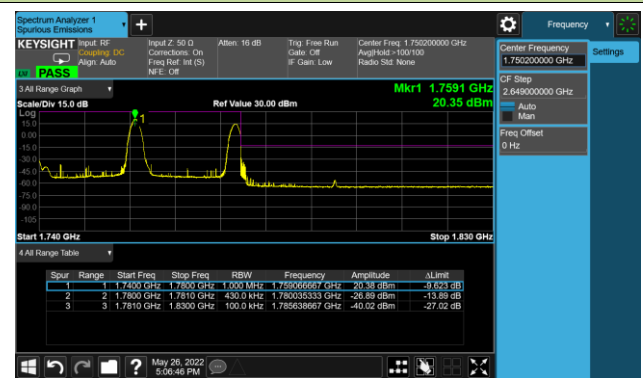 Spectrum Analyzer 1
Spurious Emissions
Frequency
KEYSIGHT
Input: RF
Coupling: DC
Align: Auto
Input Z: 50 Ω
Corrections: On
Freq Ref: Int (S)
NFE: Off
Atten: 16 dB
Trig: Free Run
Gate: Off
IF Gain: Low
Center Freq: 1.750200000 GHz
Avg|Hold:>100/100
Radio Std: None
PASS
Center Frequency
1.750200000 GHz
Settings
CF Step
2.649000000 GHz
Auto
Man
Freq Offset
0 Hz
3 All Range Graph
Mkr1 1.7591 GHz
20.35 dBm
Scale/Div 15.0 dB
Ref Value 30.00 dBm
Log
15.0
0.00
-15.0
-30.0
-45.0
-60.0
-75.0
-90.0
-105
1
Start 1.740 GHz
Stop 1.830 GHz
4 All Range Table
Spur Range Start Freq Stop Freq RBW Frequency Amplitude ΔLimit
1 1 1.7400 GHz 1.7800 GHz 1.000 MHz 1.759066667 GHz 20.38 dBm -9.623 dB
2 2 1.7800 GHz 1.7810 GHz 430.0 kHz 1.780035333 GHz -26.89 dBm -13.89 dB
3 3 1.7810 GHz 1.8300 GHz 100.0 kHz 1.785638667 GHz -40.02 dBm -27.02 dB
May 26, 2022
5:06:46 PM